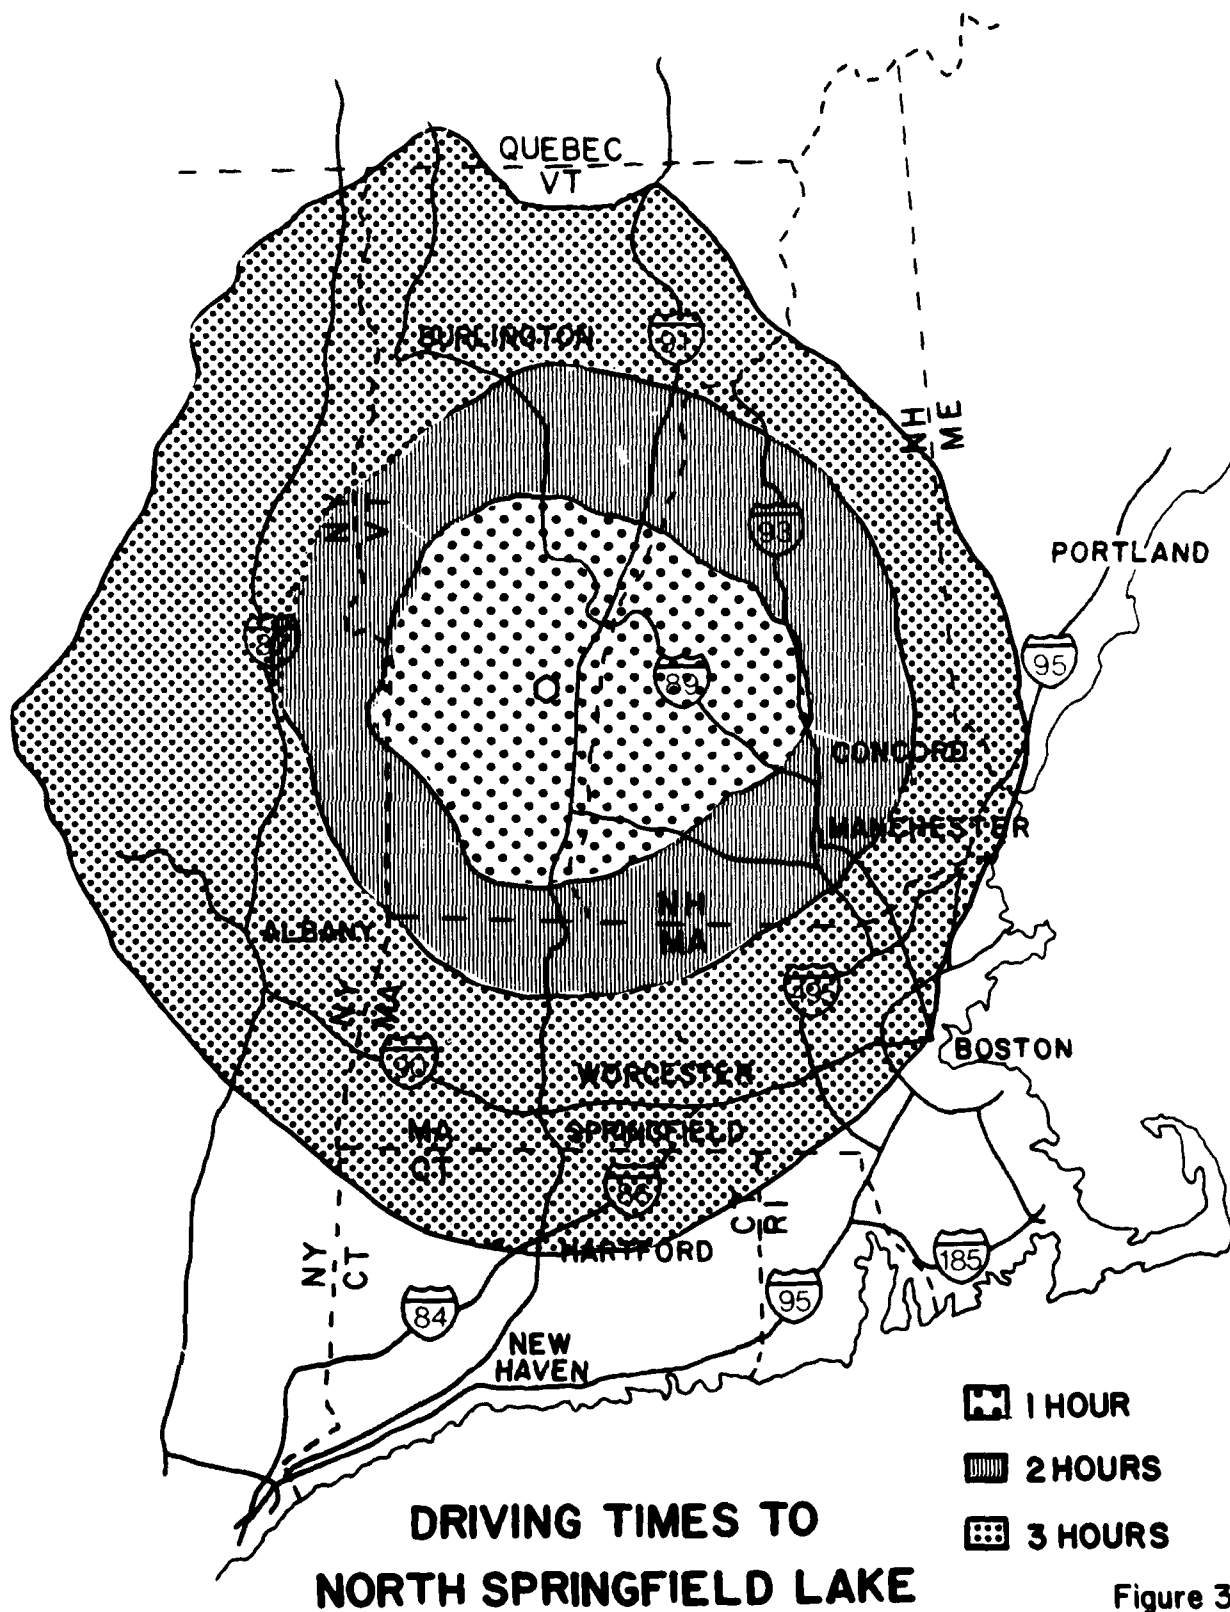 QUEBEC
VT
BURLINGTON
91
NH
ME
NY
VT
93
PORTLAND
95
89
CONCORD
MANCHESTER
NH
MA
ALBANY
NY
MA
495
90
BOSTON
WORCESTER
MA
CT
SPRINGFIELD
86
CT
RI
HARTFORD
NY
CT
185
84
95
NEW
HAVEN
1 HOUR
2 HOURS
3 HOURS
DRIVING TIMES TO
NORTH SPRINGFIELD LAKE
Figure 3